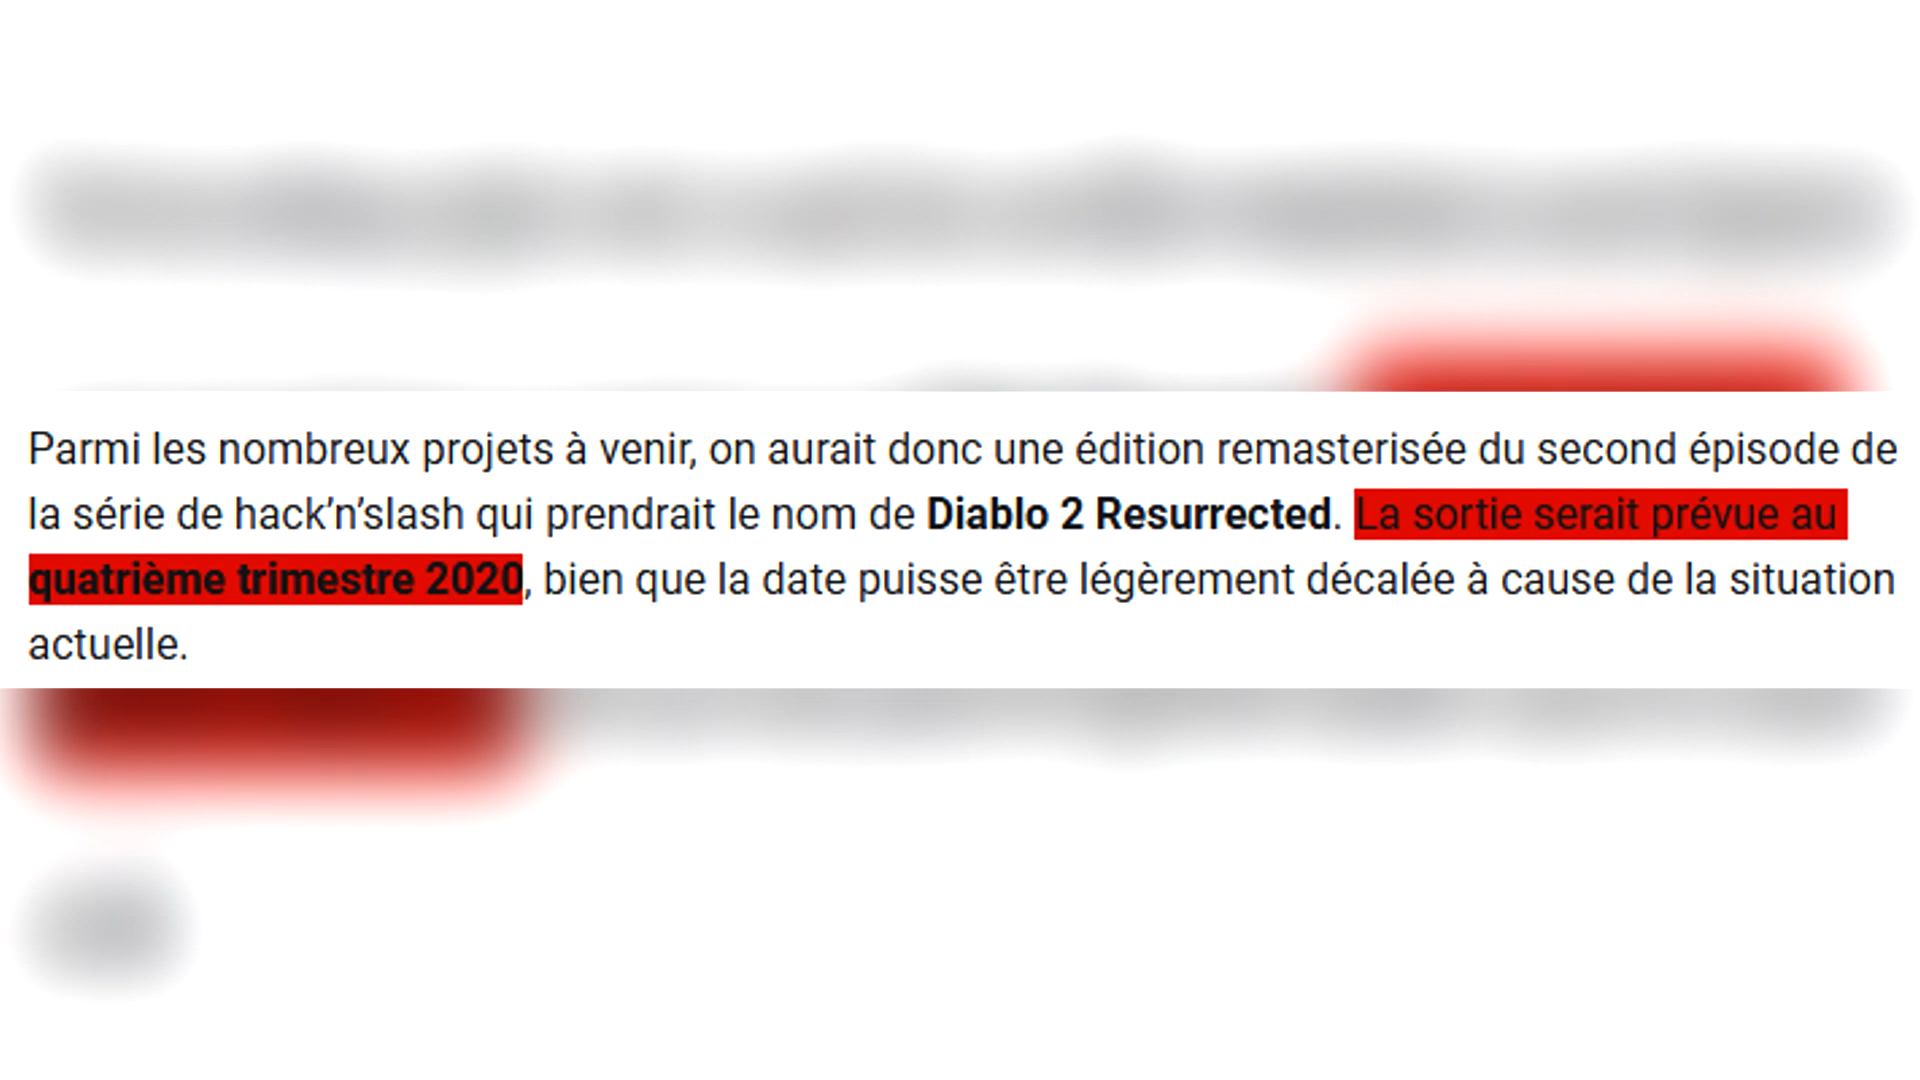 Parmi les nombreux projets à venir, on aurait donc une édition remasterisée du second épisode de
la série de hack’n’slash qui prendrait le nom de Diablo 2 Resurrected. La sortie serait prévue au
quatrième trimestre 2020, bien que la date puisse être légèrement décalée à cause de la situation
actuelle.